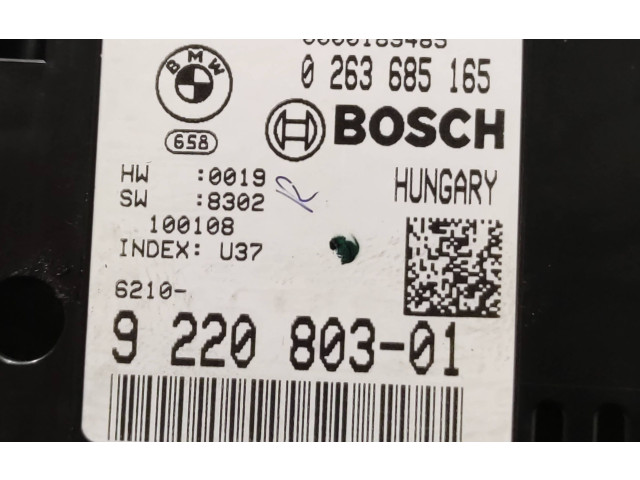 0000189485
BMW
0 263 685 165
BOSCH
658
HW :0019
HUNGARY
SW :8302
R
100108
INDEX: U37
6210-
9 220 803-01